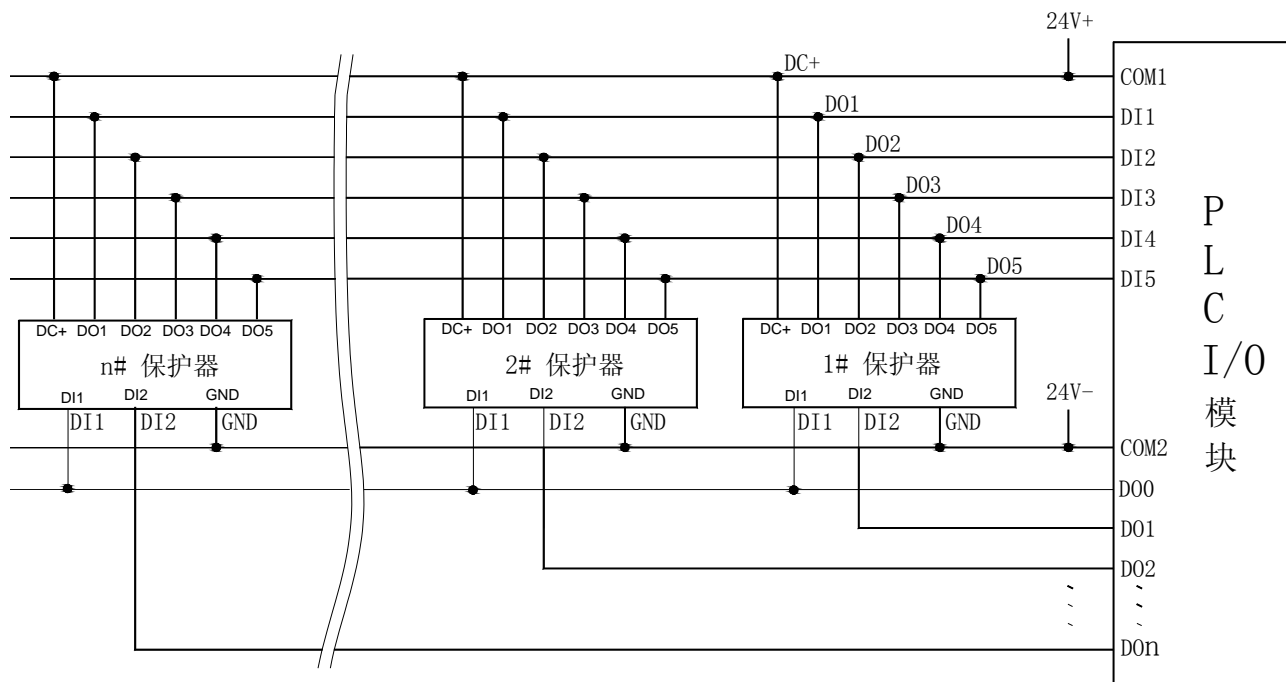 24V+
DC+
COM1
DO1
DI1
DO2
DI2
DO3
DI3
DO4
DI4
DO5
DI5
DC+ DO1 DO2 DO3 DO4 DO5
n# 保护器
DI1 DI2 GND
DI1 DI2 GND
DC+ DO1 DO2 DO3 DO4 DO5
2# 保护器
DI1 DI2 GND
DI1 DI2 GND
DC+ DO1 DO2 DO3 DO4 DO5
1# 保护器
DI1 DI2 GND
DI1 DI2 GND
24V-
COM2
DO0
DO1
DO2
DOn
P
L
C
I/O
模
块